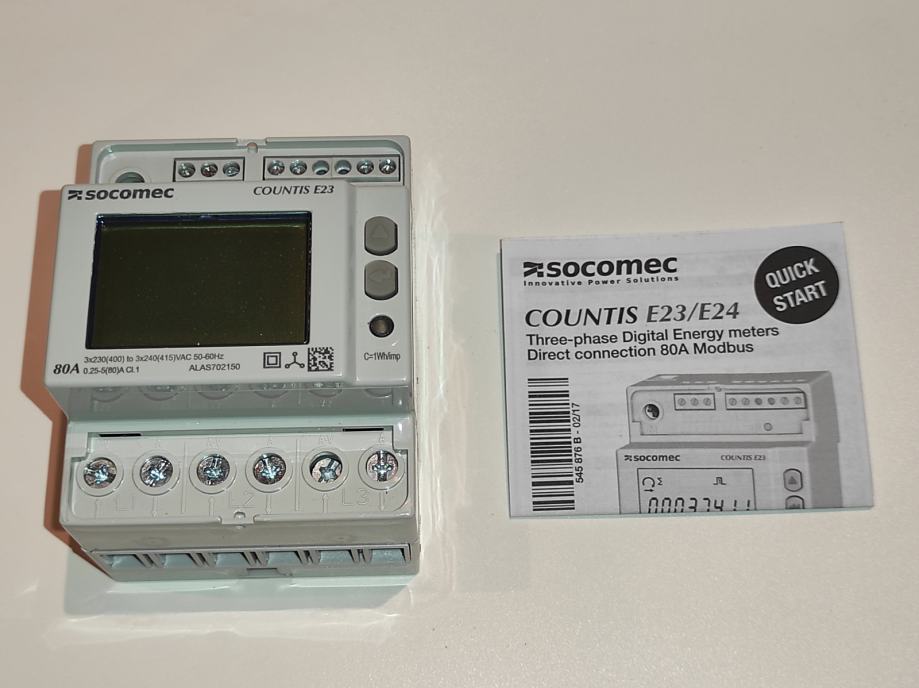 socomec
COUNTIS E23
3x230(400) to 3x240(415)VAC 50-60Hz
80A 0.25-5(80)A Cl.1
ALAS702150
C=1Wh/imp
L1
L2
L3
socomec
Innovative Power Solutions
QUICK
START
COUNTIS E23/E24
Three-phase Digital Energy meters
Direct connection 80A Modbus
545 876 B - 02/17
socomec
COUNTIS E23
Σ